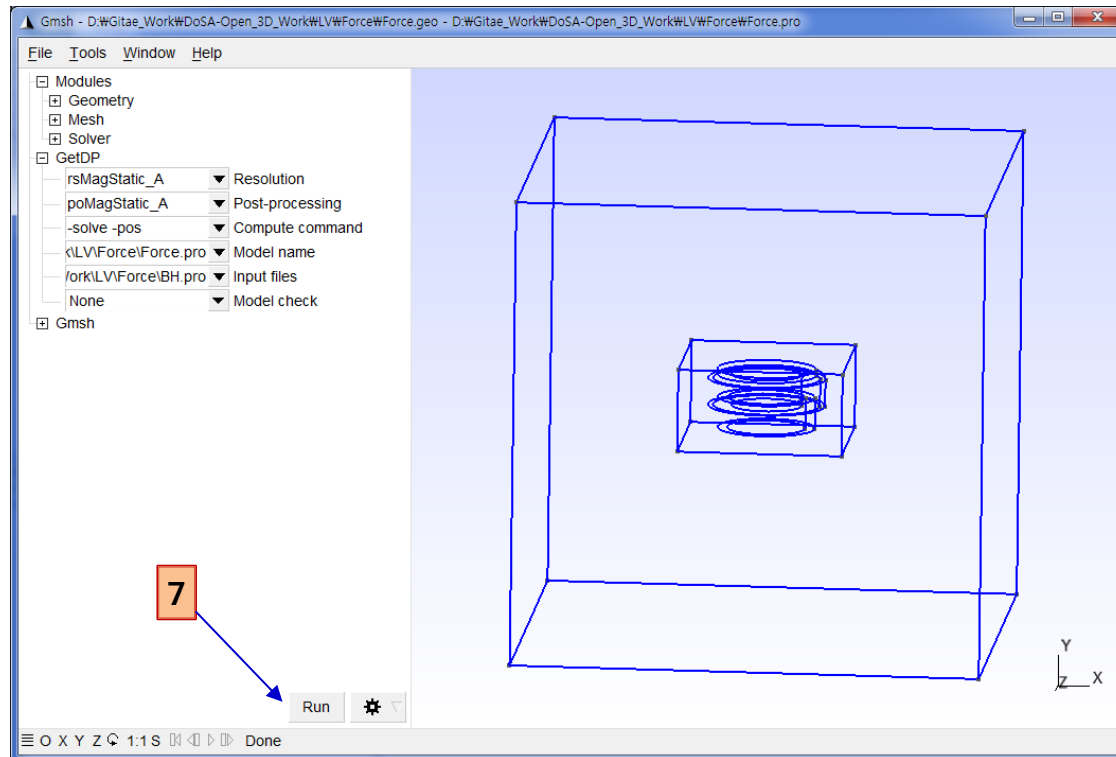 Gmsh - D:₩Gitae_Work₩DoSA-Open_3D_Work₩LV₩Force₩Force.geo - D:₩Gitae_Work₩DoSA-Open_3D_Work₩LV₩Force₩Force.pro
File Tools Window Help
Modules
Geometry
Mesh
Solver
GetDP
rsMagStatic_A Resolution
poMagStatic_A Post-processing
-solve -pos Compute command
k\LV\Force\Force.pro Model name
/ork\LV\Force\BH.pro Input files
None Model check
Gmsh
7
Y
X
Z
Run
O X Y Z 1:1 S Done